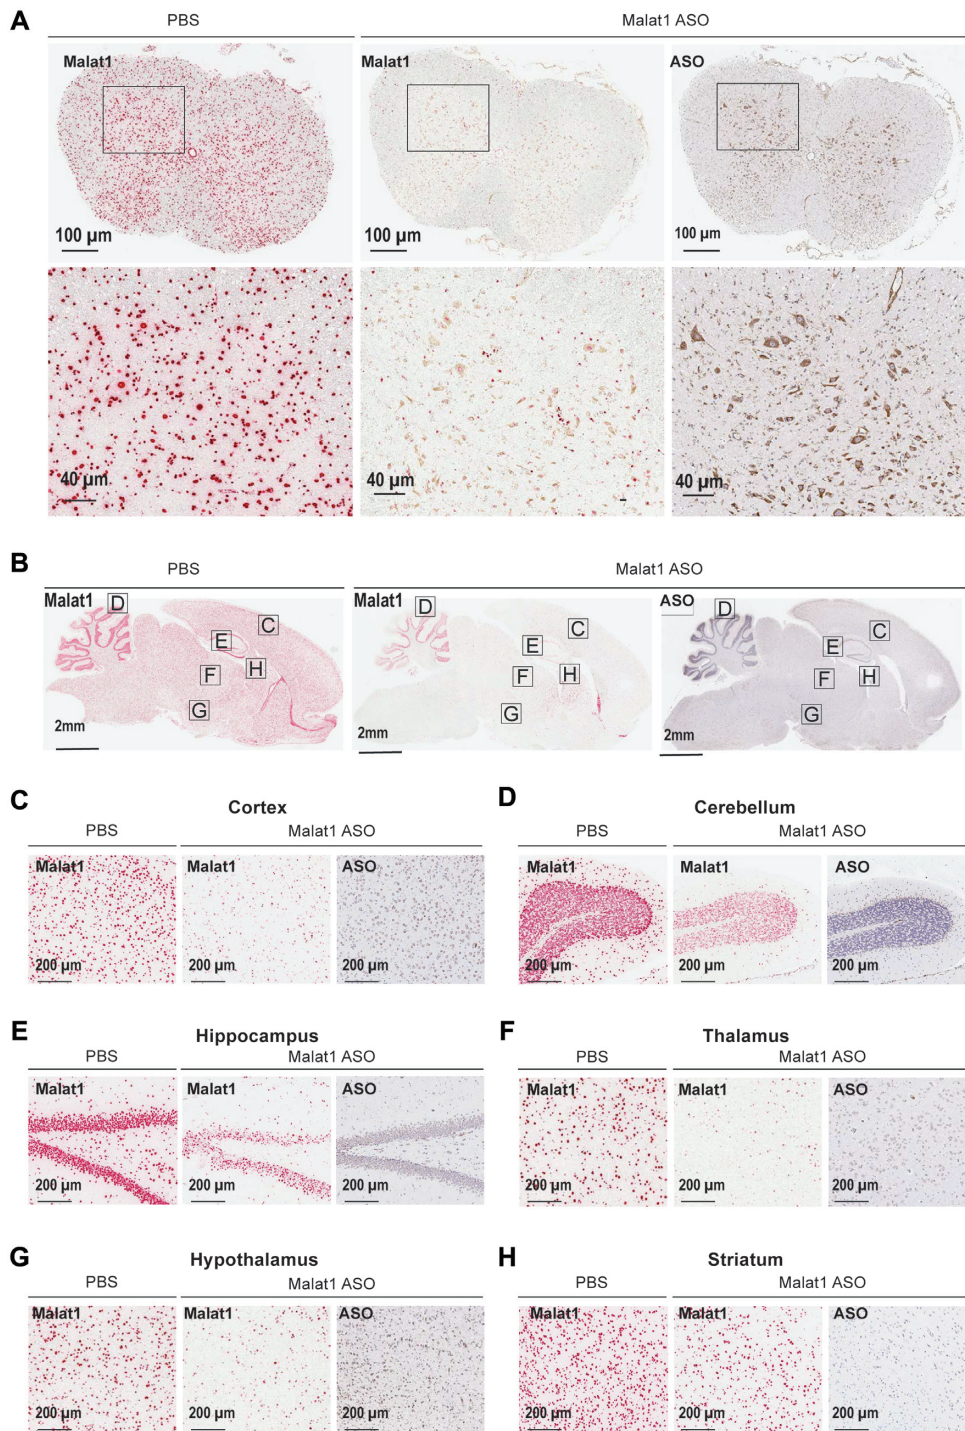 A
PBS
Malat1 ASO
Malat1
Malat1
ASO
100 µm
100 µm
100 µm
40 µm
40 µm
40 µm
B
PBS
Malat1 ASO
Malat1
Malat1
ASO
D
D
D
C
C
C
E
E
E
F
H
F
H
F
H
G
G
G
2mm
2mm
2mm
C
Cortex
PBS
Malat1 ASO
Malat1
Malat1
ASO
200 µm
200 µm
200 µm
D
Cerebellum
PBS
Malat1 ASO
Malat1
Malat1
ASO
200 µm
200 µm
200 µm
E
Hippocampus
PBS
Malat1 ASO
Malat1
Malat1
ASO
200 µm
200 µm
200 µm
F
Thalamus
PBS
Malat1 ASO
Malat1
Malat1
ASO
200 µm
200 µm
200 µm
G
Hypothalamus
PBS
Malat1 ASO
Malat1
Malat1
ASO
200 µm
200 µm
200 µm
H
Striatum
PBS
Malat1 ASO
Malat1
Malat1
ASO
200 µm
200 µm
200 µm